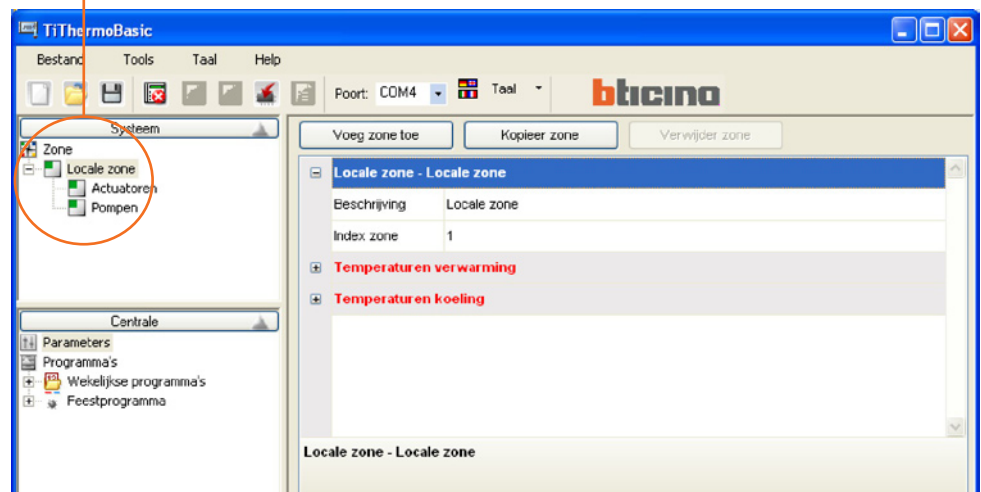 TiThermoBasic
Bestand Tools Taal Help
Poort: COM4 Taal bticino
Systeem
Zone
Locale zone
Actuatoren
Pompen
Voeg zone toe Kopieer zone Verwijder zone
Locale zone - Locale zone
Beschrijving Locale zone
Index zone 1
Temperaturen verwarming
Temperaturen koeling
Centrale
Parameters
Programma's
Wekelijkse programma's
Feestprogramma
Locale zone - Locale zone